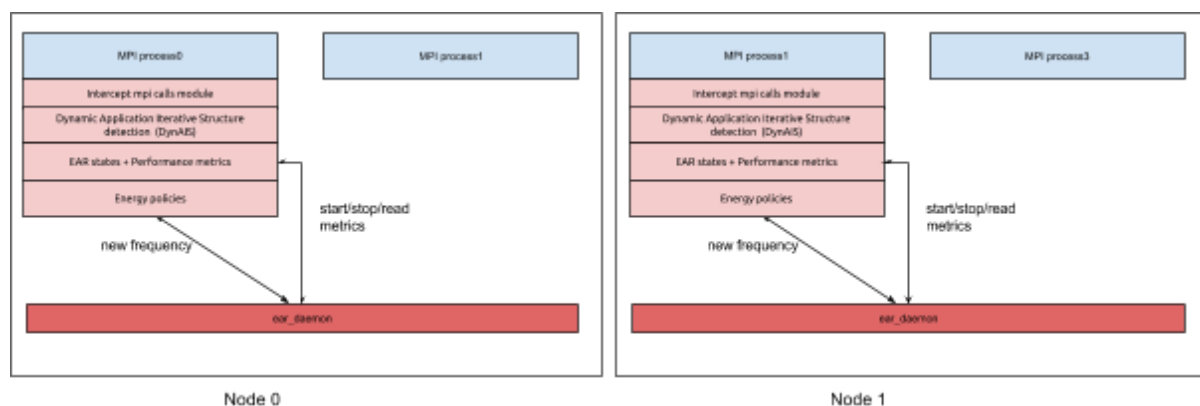 MPI process0
MPI process1
Intercept mpi calls module
Dynamic Application Iterative Structure
detection (DynAIS)
EAR states + Performance metrics
Energy policies
start/stop/read
metrics
new frequency
ear_daemon
Node 0
MPI process1
MPI process3
Intercept mpi calls module
Dynamic Application Iterative Structure
detection (DynAIS)
EAR states + Performance metrics
Energy policies
start/stop/read
metrics
new frequency
ear_daemon
Node 1